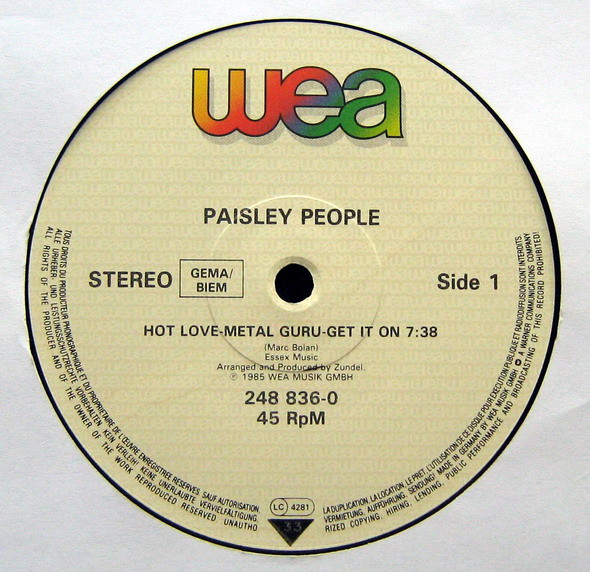 wea
PAISLEY PEOPLE
STEREO
GEMA/
BIEM
Side 1
HOT LOVE-METAL GURU-GET IT ON 7:38
(Marc Bolan)
Essex Music
Arranged and Produced by Zundel.
℗ 1985 WEA MUSIK GMBH
248 836-0
45 RpM
TOUS DROITS DU PRODUCTEUR PHONOGRAPHIQUE ET DU PROPRIETAIRE DE L'ŒUVRE ENREGISTREE RESERVES SAUF AUTORISATION,
ALLE URHEBER- UND LEISTUNGSSCHUTZRECHTE VORBEHALTEN KEIN VERLEIH! KEINE UNERLAUBTE VERVIELFÄLTIGUNG,
ALL RIGHTS OF THE PRODUCER AND OF THE OWNER OF THE WORK REPRODUCED RESERVED UNAUTHO
LC 4281
33
LA DUPLICATION, LA LOCATION, LE PRET, L'UTILISATION DE CE DISQUE POUR EXECUTION PUBLIQUE ET RADIODIFFUSION SONT INTERDITS
VERMIETUNG, AUFFÜHRUNG, SENDUNG! MADE IN GERMANY BY WEA MUSIK GMBH A WARNER COMMUNICATIONS COMPANY
RIZED COPYING, HIRING, LENDING, PUBLIC PERFORMANCE AND BROADCASTING OF THIS RECORD PROHIBITED!